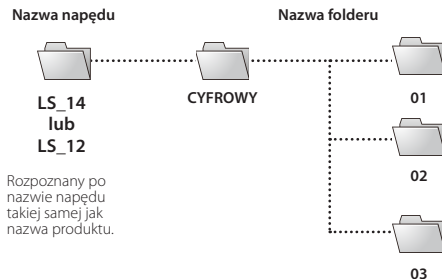 Nazwa napędu
Nazwa folderu
LS_14
lub
LS_12
CYFROWY
01
02
03
Rozpoznany po
nazwie napędu
takiej samej jak
nazwa produktu.